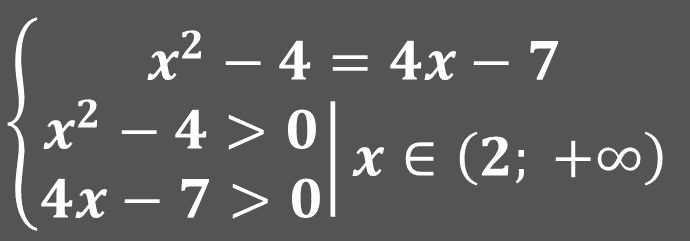 x² − 4 = 4x − 7
x² − 4 > 0
4x − 7 > 0
x ∈ (2; +∞)